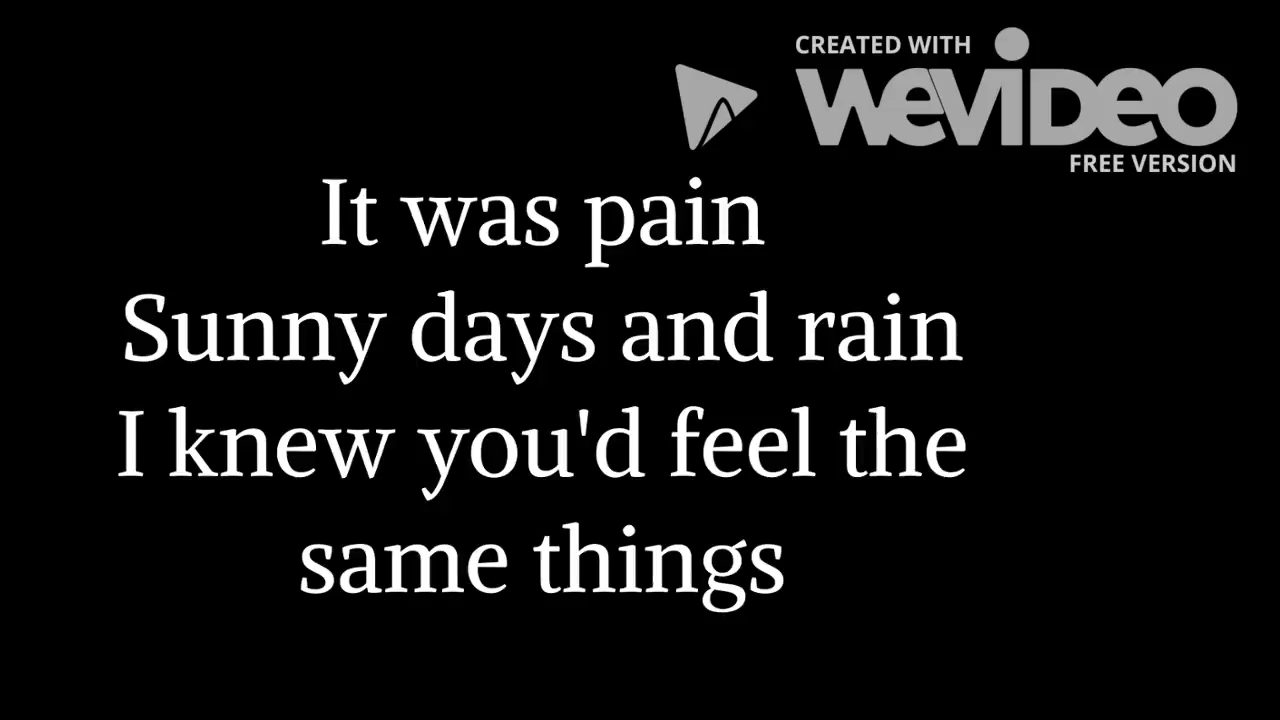 CREATED WITH
WEVIDEO
FREE VERSION
It was pain
Sunny days and rain
I knew you'd feel the
same things